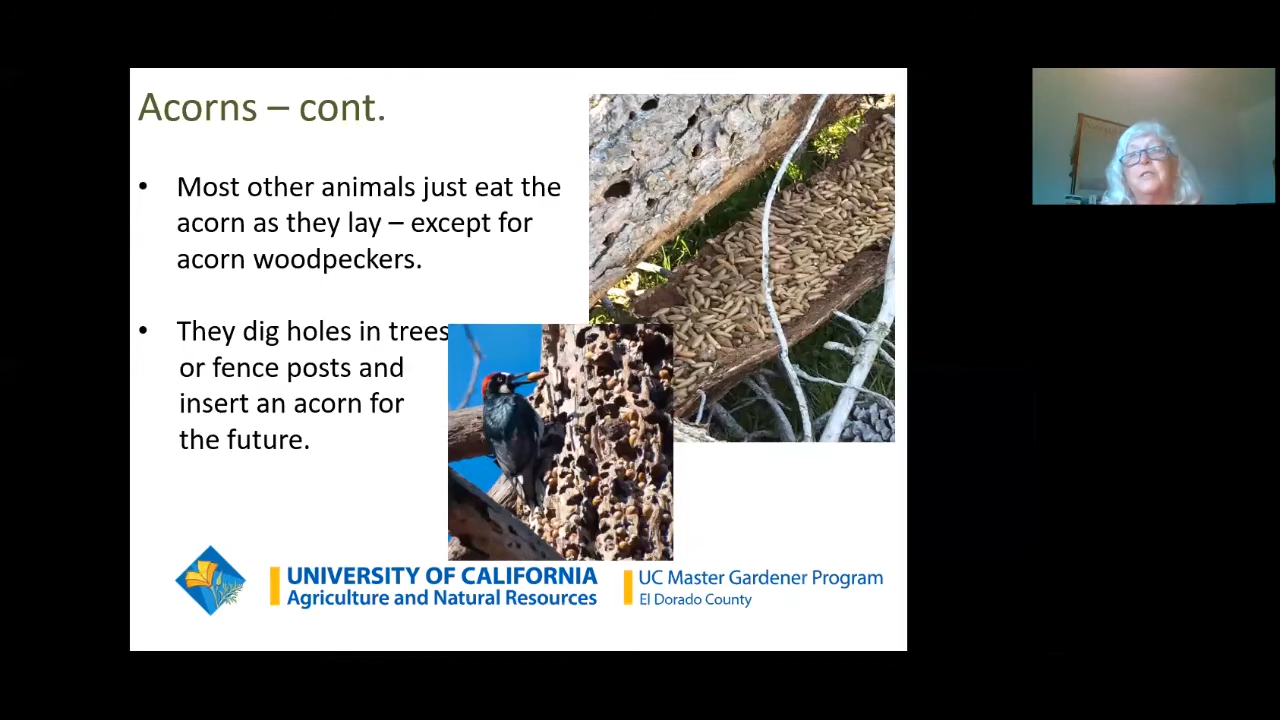 Acorns – cont.
• Most other animals just eat the
acorn as they lay – except for
acorn woodpeckers.
• They dig holes in trees
or fence posts and
insert an acorn for
the future.
UNIVERSITY OF CALIFORNIA
Agriculture and Natural Resources
UC Master Gardener Program
El Dorado County